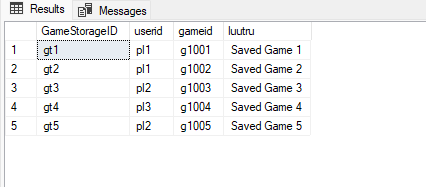 Results Messages
GameStorageID userid gameid luutru
1 gt1 pl1 g1001 Saved Game 1
2 gt2 pl1 g1002 Saved Game 2
3 gt3 pl2 g1003 Saved Game 3
4 gt4 pl3 g1004 Saved Game 4
5 gt5 pl2 g1005 Saved Game 5